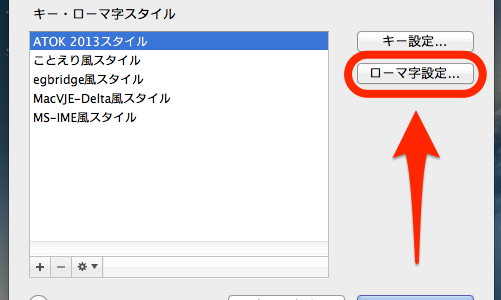 キー・ローマ字スタイル
ATOK 2013スタイル
ことえり風スタイル
egbridge風スタイル
MacVJE-Delta風スタイル
MS-IME風スタイル
キー設定...
ローマ字設定...